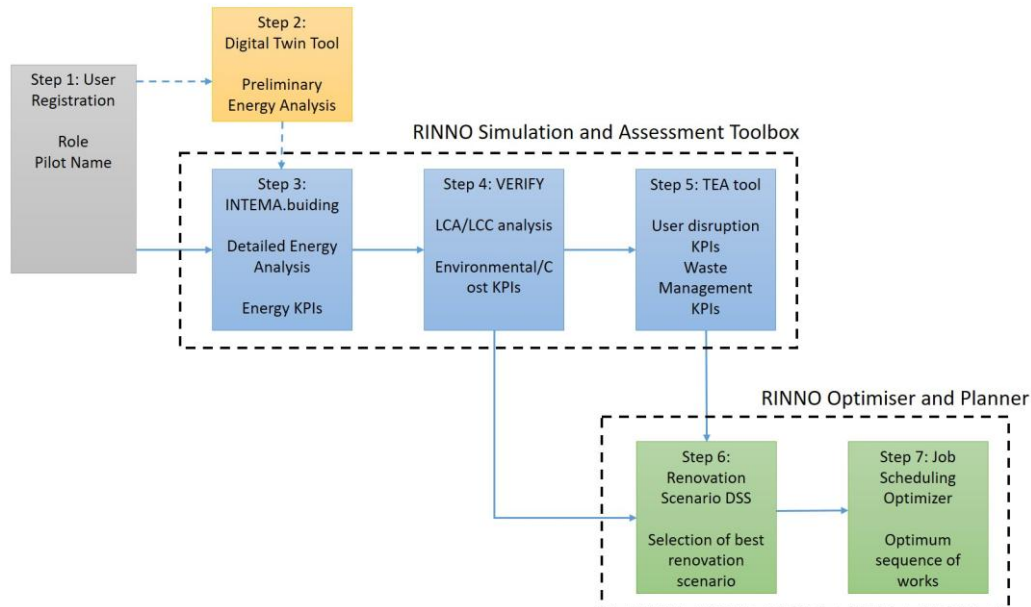 Step 1: User
Registration
Role
Pilot Name
Step 2:
Digital Twin Tool
Preliminary
Energy Analysis
RINNO Simulation and Assessment Toolbox
Step 3:
INTEMA.buiding
Detailed Energy
Analysis
Energy KPIs
Step 4: VERIFY
LCA/LCC analysis
Environmental/C
ost KPIs
Step 5: TEA tool
User disruption
KPIs
Waste
Management
KPIs
RINNO Optimiser and Planner
Step 6:
Renovation
Scenario DSS
Selection of best
renovation
scenario
Step 7: Job
Scheduling
Optimizer
Optimum
sequence of
works